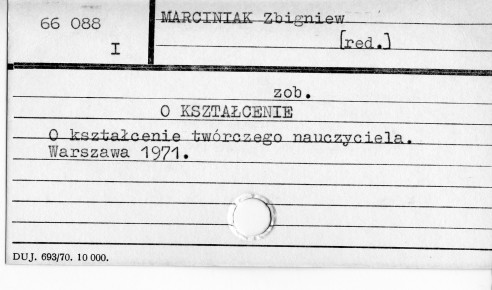 66 088
I
MARCINIAK Zbigniew
[red.]
zob.
O KSZTAŁCENIE
O kształcenie twórczego nauczyciela.
Warszawa 1971.
DUJ. 693/70. 10 000.